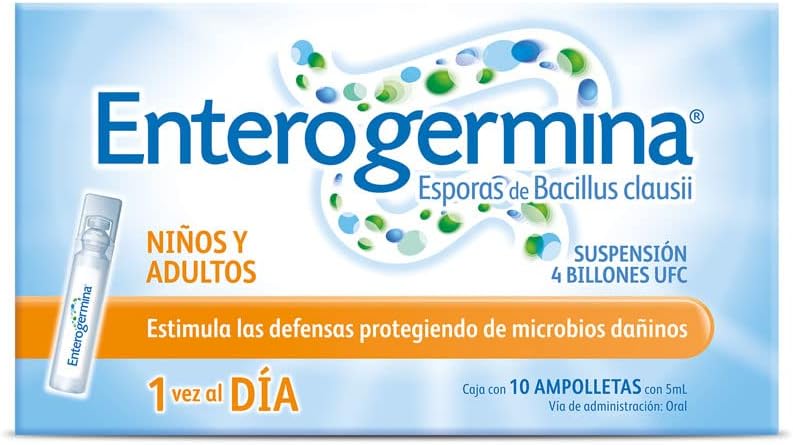 Enterogermina®
Esporas de Bacillus clausii
NIÑOS Y
ADULTOS
SUSPENSIÓN
4 BILLONES UFC
Enterogermina®
Estimula las defensas protegiendo de microbios dañinos
1 vez al DÍA
Caja con 10 AMPOLLETAS con 5mL
Vía de administración: Oral